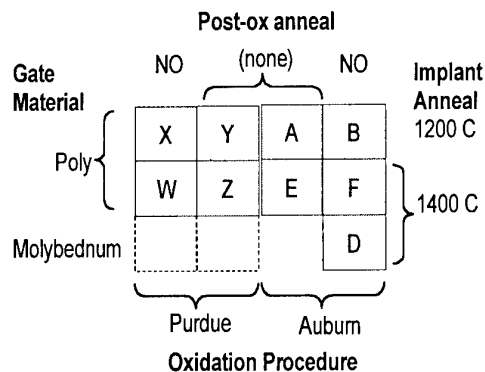 Post-ox anneal
NO (none) NO
Gate
Material
Implant
Anneal
1200 C
X Y A B
Poly
W Z E F
1400 C
Molybednum
D
Purdue Auburn
Oxidation Procedure